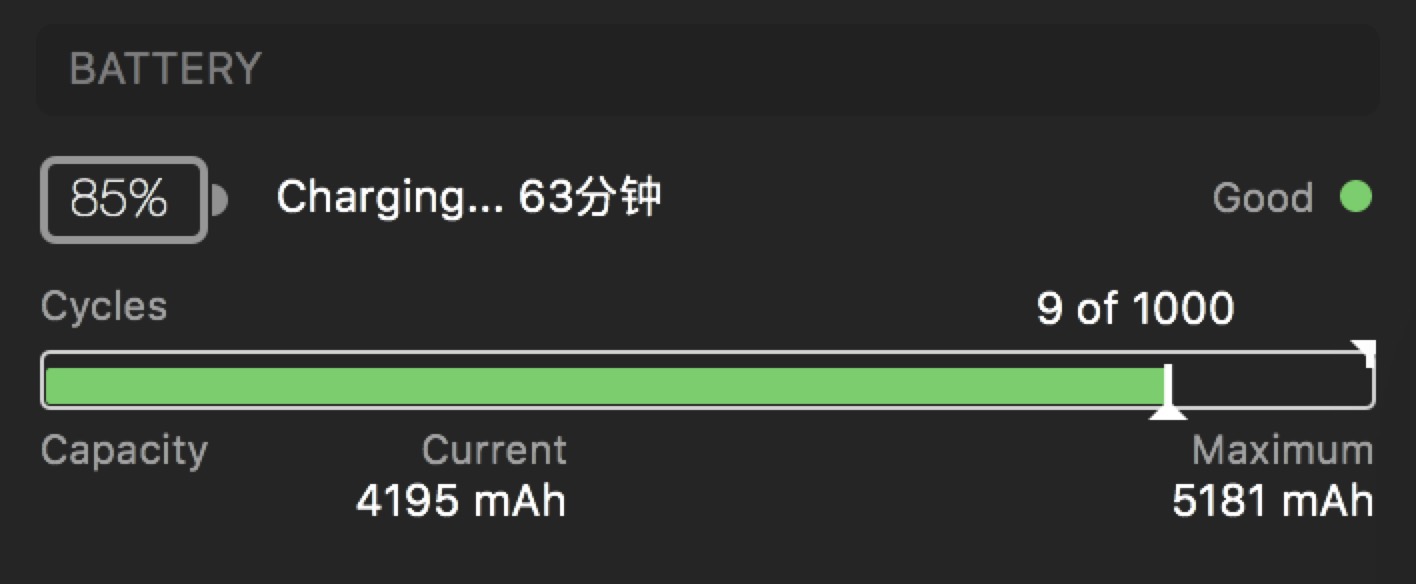 BATTERY
85% Charging... 63分钟 Good
Cycles 9 of 1000
Capacity Current Maximum
4195 mAh 5181 mAh